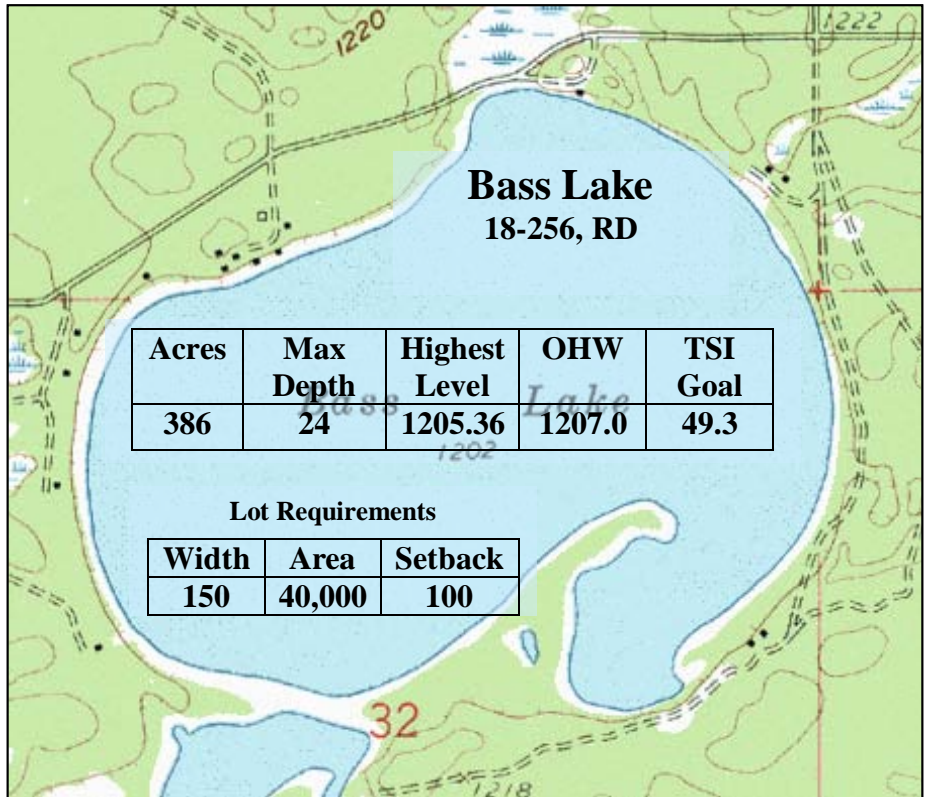 1220
1222
Bass Lake
18-256, RD
Acres Max Depth Highest Level OHW TSI Goal
Bass Lake
386 24 1205.36 1207.0 49.3
1202
Lot Requirements
Width Area Setback
150 40,000 100
32
1218